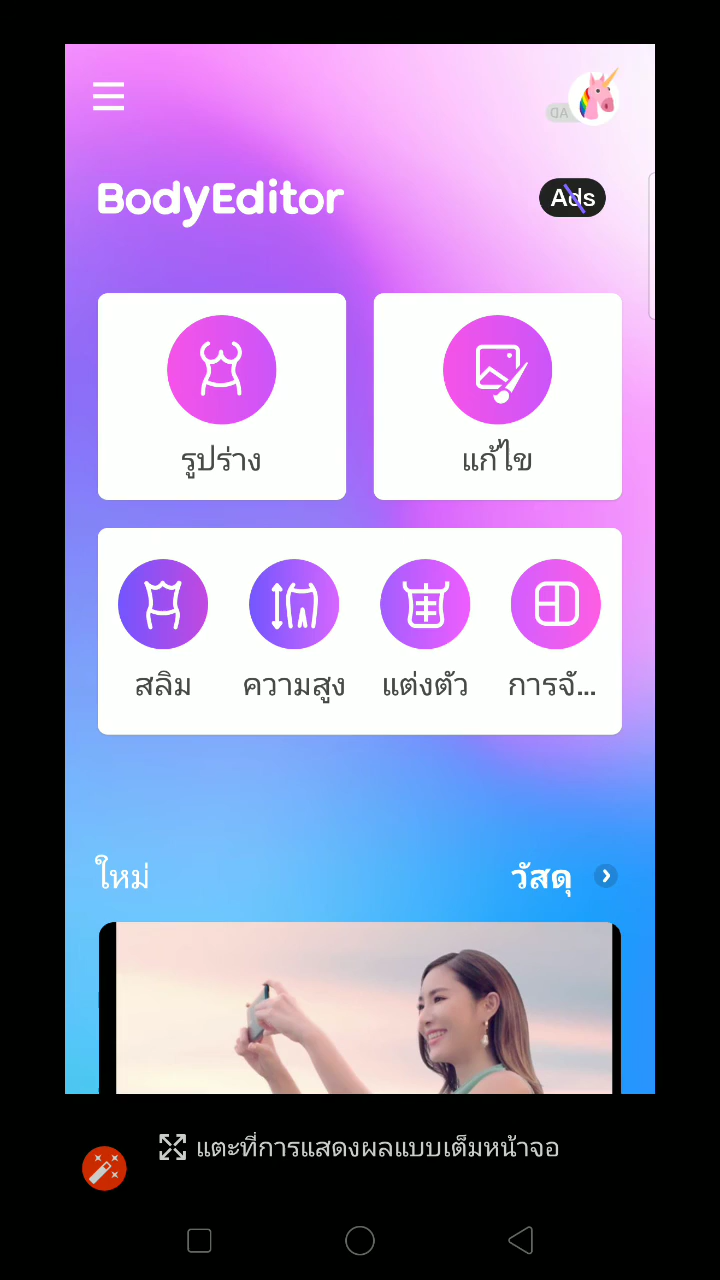 AD
BodyEditor
Ads
รูปร่าง
แก้ไข
สลิม
ความสูง
แต่งตัว
การจั...
ใหม่
วัสดุ
แตะที่การแสดงผลแบบเต็มหน้าจอ